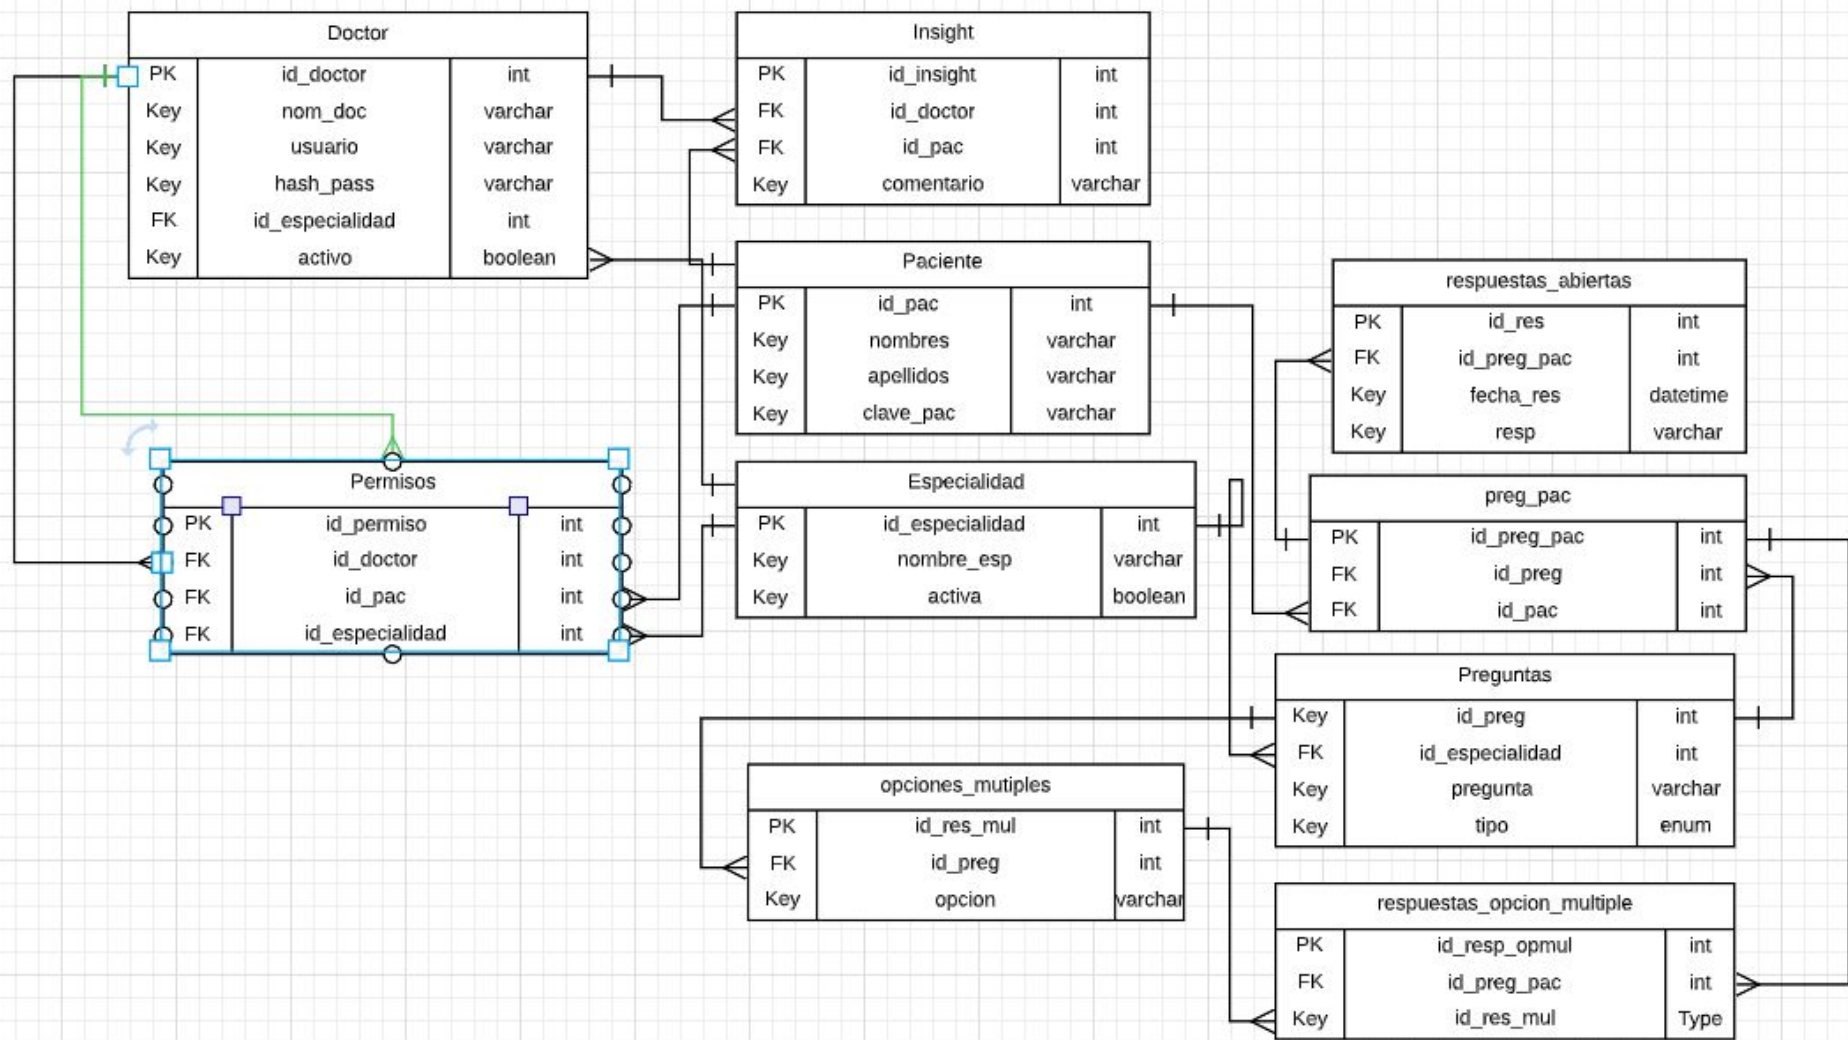 Doctor
PK id_doctor int
Key nom_doc varchar
Key usuario varchar
Key hash_pass varchar
FK id_especialidad int
Key activo boolean
Insight
PK id_insight int
FK id_doctor int
FK id_pac int
Key comentario varchar
Paciente
PK id_pac int
Key nombres varchar
Key apellidos varchar
Key clave_pac varchar
respuestas_abiertas
PK id_res int
FK id_preg_pac int
Key fecha_res datetime
Key resp varchar
Permisos
PK id_permiso int
FK id_doctor int
FK id_pac int
FK id_especialidad int
Especialidad
PK id_especialidad int
Key nombre_esp varchar
Key activa boolean
preg_pac
PK id_preg_pac int
FK id_preg int
FK id_pac int
Preguntas
Key id_preg int
FK id_especialidad int
Key pregunta varchar
Key tipo enum
opciones_mutiples
PK id_res_mul int
FK id_preg int
Key opcion varchar
respuestas_opcion_multiple
PK id_resp_opmul int
FK id_preg_pac int
Key id_res_mul Type